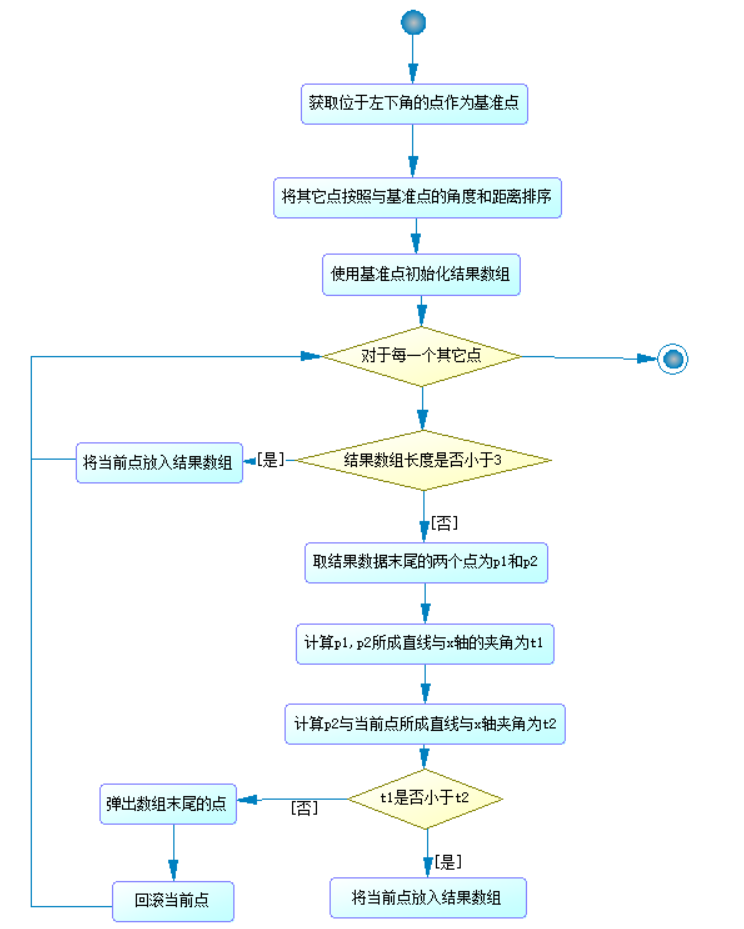 获取位于左下角的点作为基准点
将其它点按照与基准点的角度和距离排序
使用基准点初始化结果数组
对于每一个其它点
将当前点放入结果数组
[是]
结果数组长度是否小于3
[否]
取结果数据末尾的两个点为p1和p2
计算p1,p2所成直线与x轴的夹角为t1
计算p2与当前点所成直线与x轴夹角为t2
弹出数组末尾的点
[否]
t1是否小于t2
[是]
回滚当前点
将当前点放入结果数组